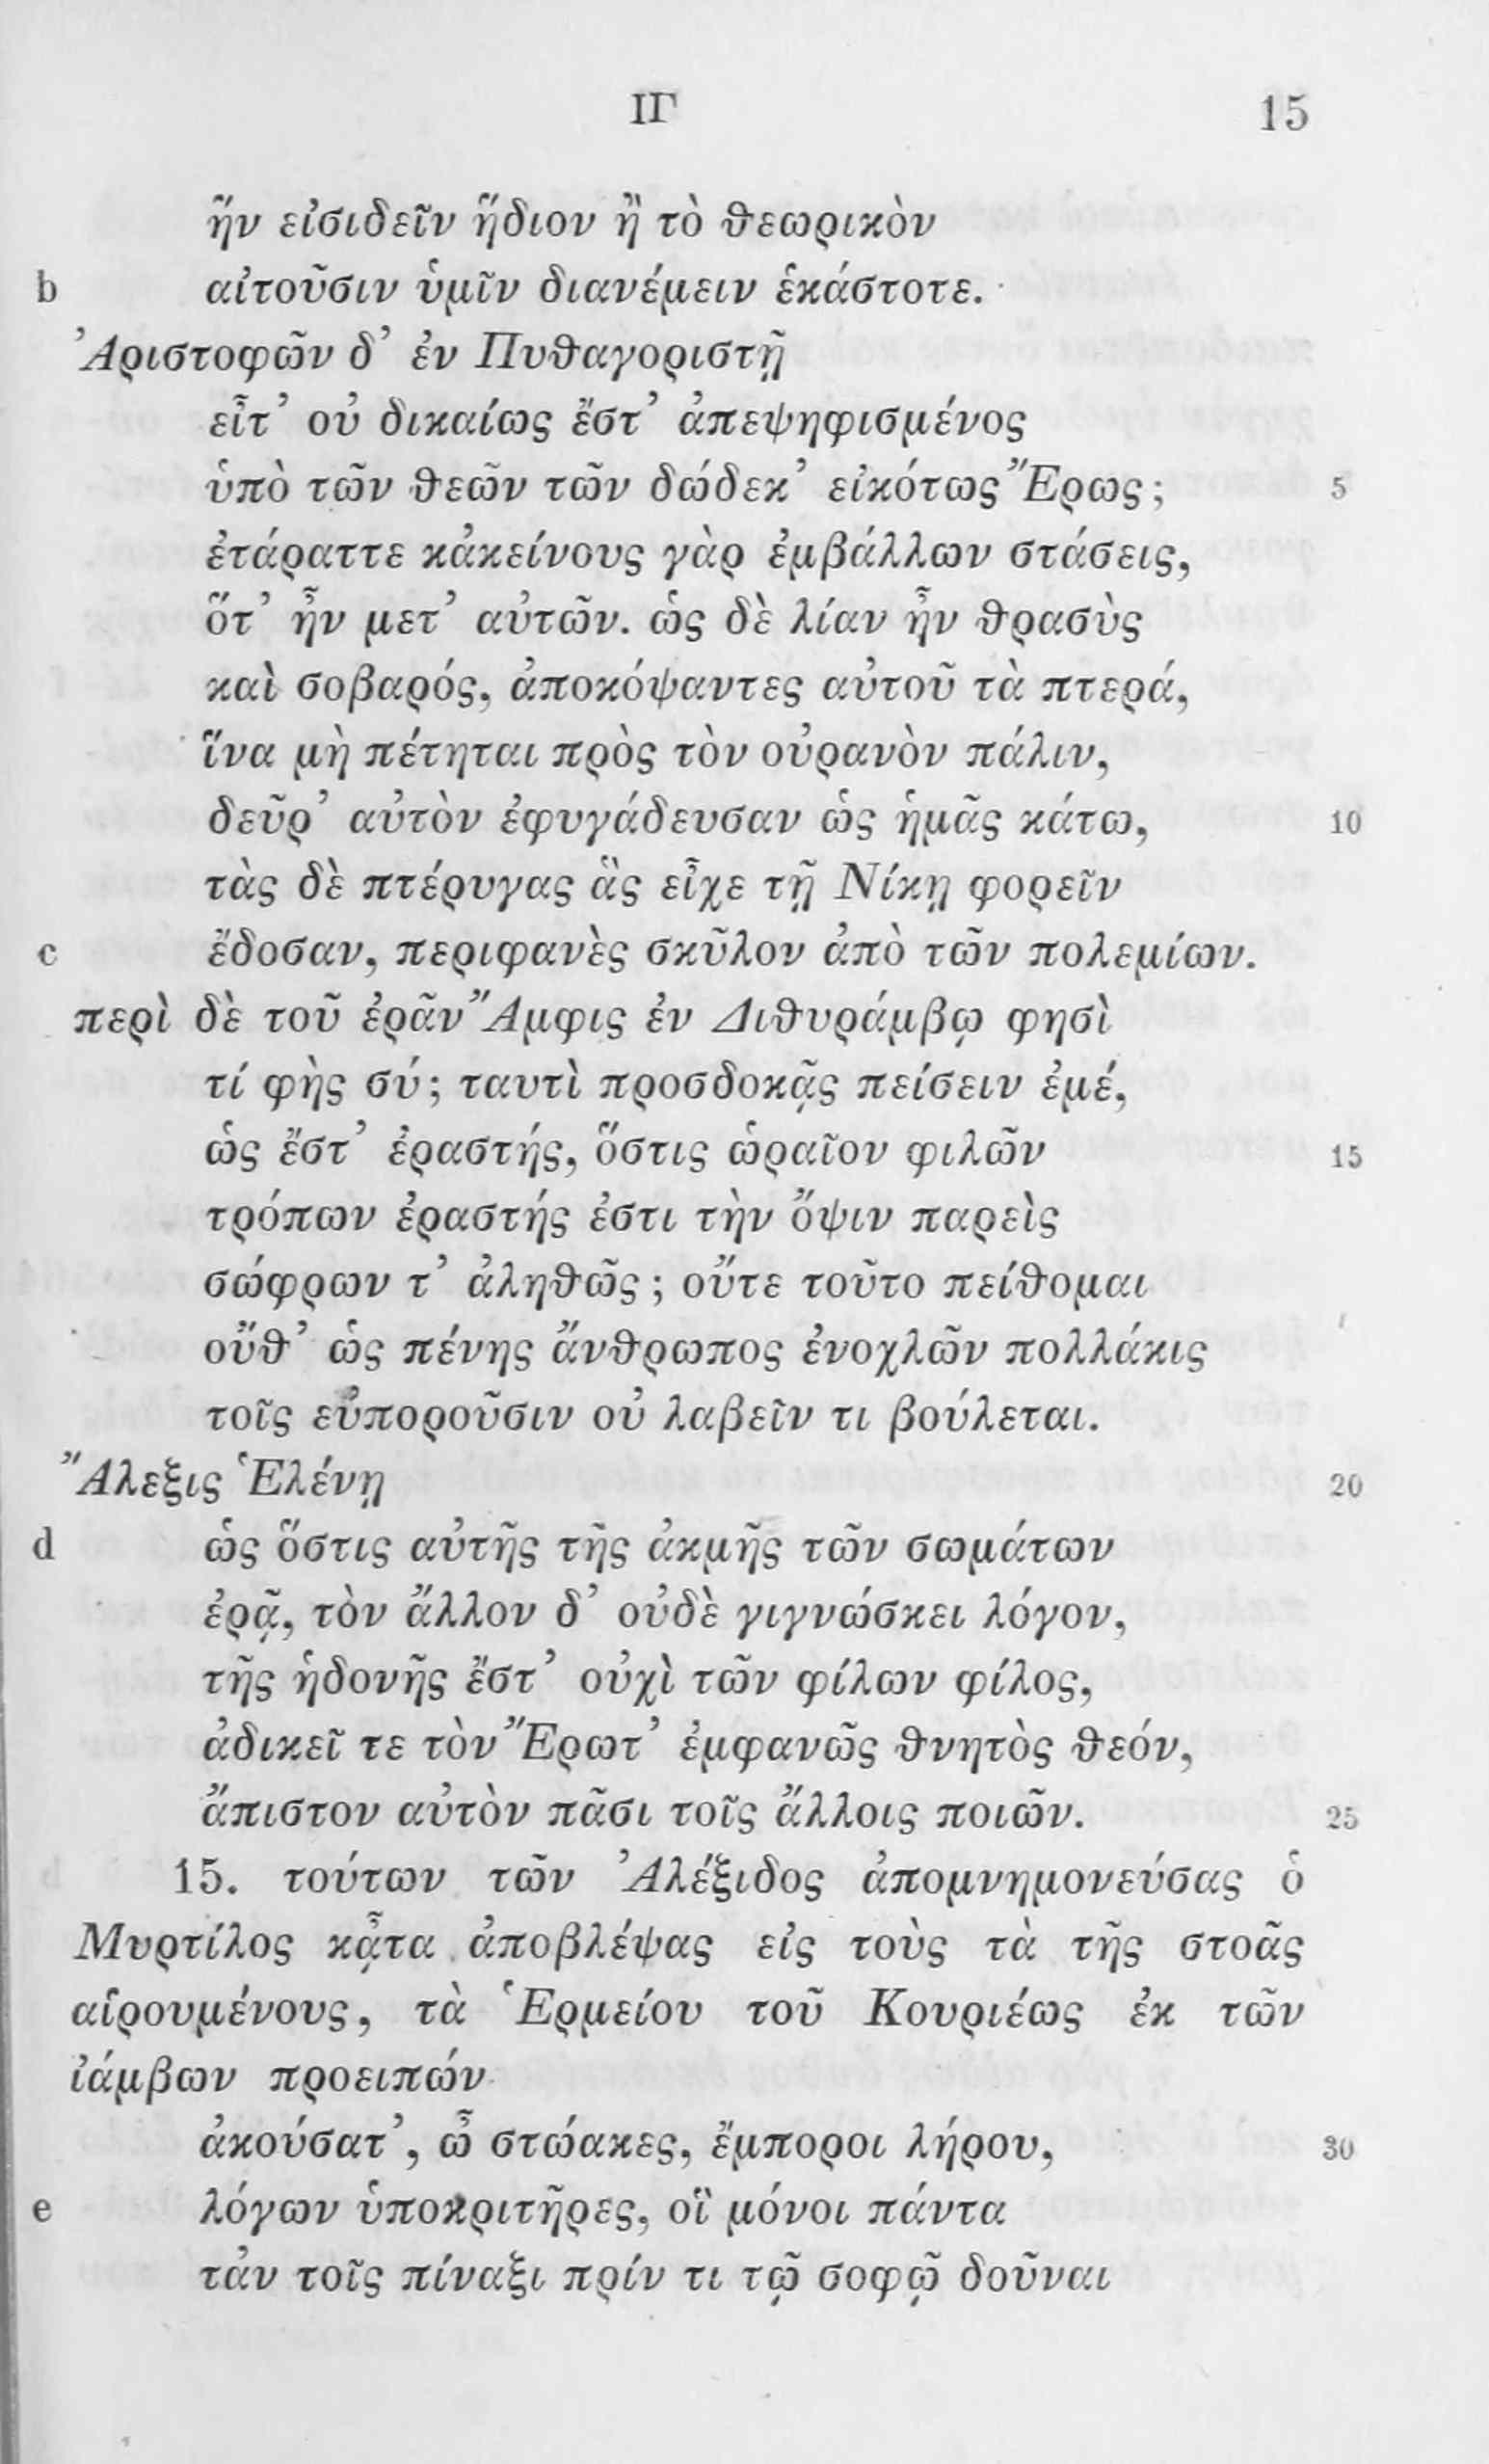 ΙΓ 15
ἥν εἰσιδεῖν ἥδιον ἢ τὸ θεωρικὸν
b αἰτοῦσιν ὑμῖν διανέμειν ἑκάστοτε.
Ἀριστοφῶν δ’ ἐν Πυθαγοριστῇ
εἶτ’ οὐ δικαίως ἔστ’ ἀπεψηφισμένος
ὑπὸ τῶν θεῶν τῶν δώδεκ’ εἰκότως Ἔρως; 5
ἐτάραττε κἀκείνους γὰρ ἐμβάλλων στάσεις,
ὅτ’ ἦν μετ’ αὐτῶν. ὡς δὲ λίαν ἦν θρασὺς
καὶ σοβαρός, ἀποκόψαντες αὐτοῦ τὰ πτερά,
ἵνα μὴ πέτηται πρὸς τὸν οὐρανὸν πάλιν,
δεῦρ’ αὐτὸν ἐφυγάδευσαν ὡς ἡμᾶς κάτω, 10
τὰς δὲ πτέρυγας ἃς εἶχε τῇ Νίκῃ φορεῖν
c ἔδοσαν, περιφανὲς σκῦλον ἀπὸ τῶν πολεμίων.
περὶ δὲ τοῦ ἐρᾶν Ἄμφις ἐν Διθυράμβῳ φησὶ
τί φὴς σύ; ταυτὶ προσδοκᾷς πείσειν ἐμέ,
ὡς ἔστ’ ἐραστής, ὅστις ὡραῖον φιλῶν 15
τρόπων ἐραστής ἐστι τὴν ὄψιν παρεὶς
σώφρων τ’ ἀληθῶς; οὔτε τοῦτο πείθομαι
οὔθ’ ὡς πένης ἄνθρωπος ἐνοχλῶν πολλάκις
τοῖς εὐποροῦσιν οὐ λαβεῖν τι βούλεται.
Ἄλεξις Ἑλένῃ 20
d ὡς ὅστις αὐτῆς τῆς ἀκμῆς τῶν σωμάτων
ἐρᾷ, τὸν ἄλλον δ’ οὐδὲ γιγνώσκει λόγον,
τῆς ἡδονῆς ἔστ’ οὐχὶ τῶν φίλων φίλος,
ἀδικεῖ τε τὸν Ἔρωτ’ ἐμφανῶς θνητὸς θεόν,
ἄπιστον αὐτὸν πᾶσι τοῖς ἄλλοις ποιῶν. 25
15. τούτων τῶν Ἀλέξιδος ἀπομνημονεύσας ὁ
Μυρτίλος κᾆτα ἀποβλέψας εἰς τοὺς τὰ τῆς στοᾶς
αἱρουμένους, τὰ Ἑρμείου τοῦ Κουριέως ἐκ τῶν
ἰάμβων προειπών
ἀκούσατ’, ὦ στώακες, ἔμποροι λήρου, 30
e λόγων ὑποκριτῆρες, οἳ μόνοι πάντα
τἀν τοῖς πίναξι πρίν τι τῷ σοφῷ δοῦναι